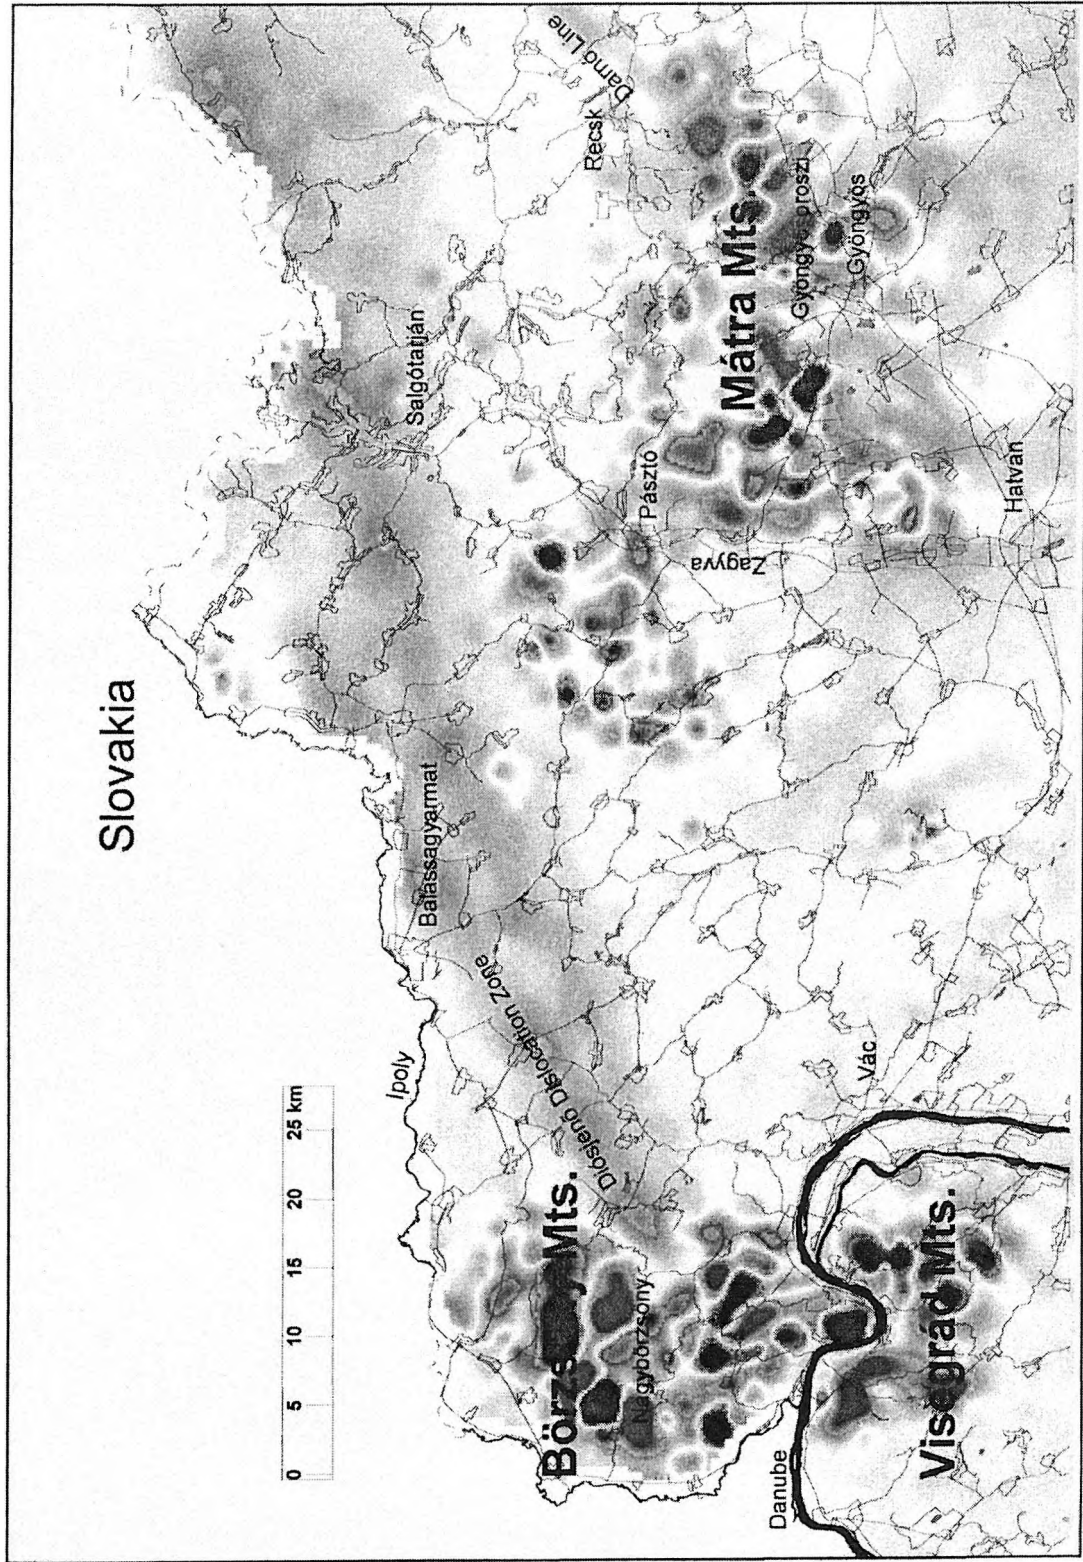 Slovakia
0 5 10 15 20 25 km
Ipoly
Balassagyarmat
Salgótarján
Diósjenő Dislocation Zone
Börzsöny Mts.
Nagybörzsöny
Pásztó
Zagyva
Recsk
Darnó Line
Mátra Mts.
Gyöngyösoroszi
Gyöngyös
Hatvan
Vác
Danube
Visegrád Mts.